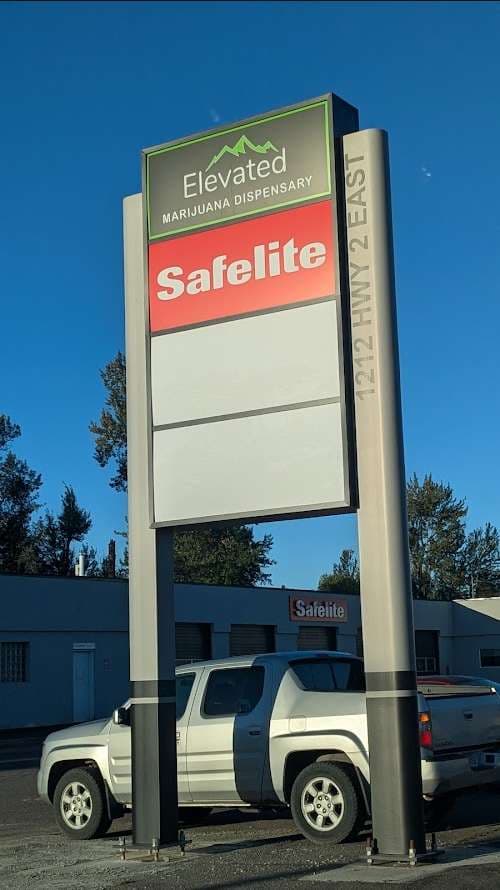 Elevated
MARIJUANA DISPENSARY
Safelite
1212 HWY 2 EAST
Safelite